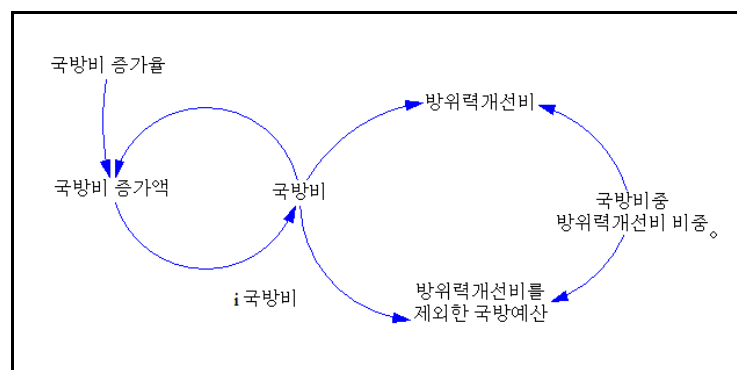 국방비 증가율
방위력개선비
국방비 증가액
국방비
국방비중
방위력개선비 비중
i 국방비
방위력개선비를
제외한 국방예산